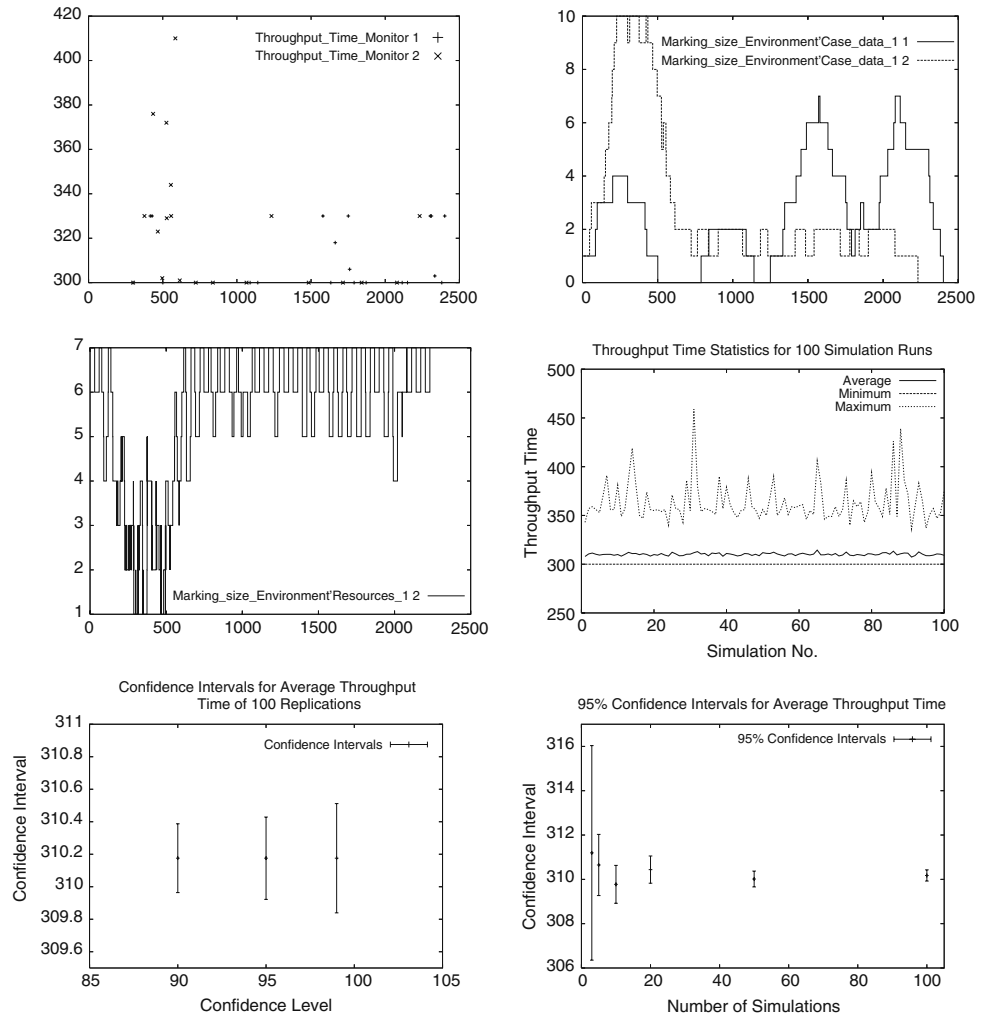 420
400
380
360
340
320
300
0 500 1000 1500 2000 2500
Throughput_Time_Monitor 1
Throughput_Time_Monitor 2
10
8
6
4
2
0
0 500 1000 1500 2000 2500
Marking_size_Environment'Case_data_1 1
Marking_size_Environment'Case_data_1 2
7
6
5
4
3
2
1
0 500 1000 1500 2000 2500
Marking_size_Environment'Resources_1 2
Throughput Time Statistics for 100 Simulation Runs
Average
Minimum
Maximum
Throughput Time
500
450
400
350
300
250
0 20 40 60 80 100
Simulation No.
Confidence Intervals for Average Throughput
Time of 100 Replications
Confidence Intervals
Confidence Interval
311
310.8
310.6
310.4
310.2
310
309.8
309.6
309.5
85 90 95 100 105
Confidence Level
95% Confidence Intervals for Average Throughput Time
95% Confidence Intervals
Confidence Interval
316
314
312
310
308
306
0 20 40 60 80 100
Number of Simulations